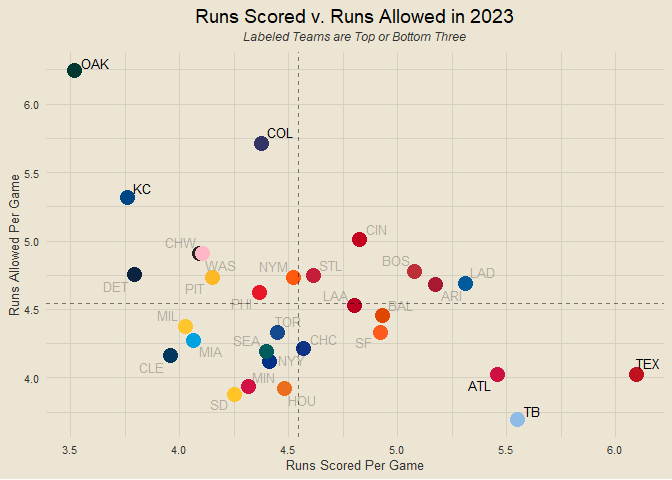 Runs Scored v. Runs Allowed in 2023
Labeled Teams are Top or Bottom Three
OAK
6.0
COL
5.5
KC
Runs Allowed Per Game
5.0
CIN
CHW
WAS
NYM
STL
BOS
LAD
DET
PIT
PHI
LAA
ARI
4.5
BAL
MIL
TOR
SEA
CHC
SF
MIA
CLE
NYY
4.0
MIN
TEX
ATL
SD
HOU
TB
3.5
4.0
4.5
5.0
5.5
6.0
Runs Scored Per Game